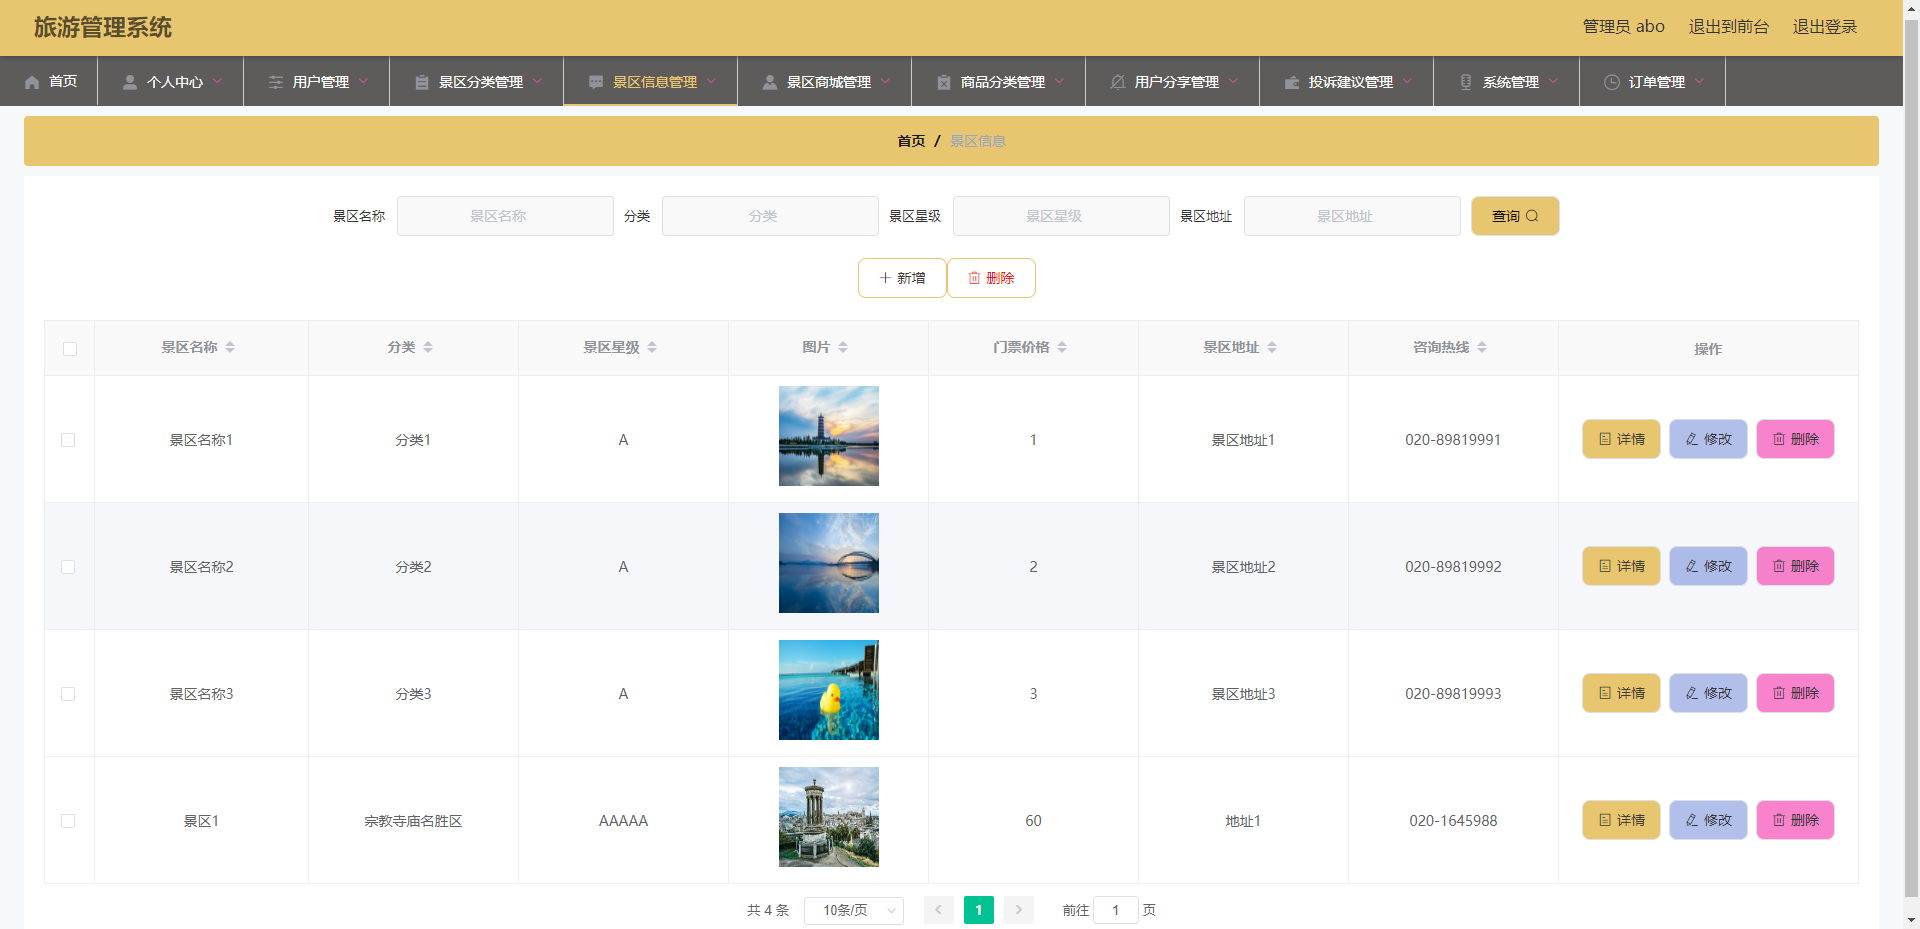 旅游管理系统 管理员 abo 退出到前台 退出登录
首页 个人中心 用户管理 景区分类管理 景区信息管理 景区商城管理 商品分类管理 用户分享管理 投诉建议管理 系统管理 订单管理
首页 / 景区信息
景区名称 景区名称 分类 分类 景区星级 景区星级 景区地址 景区地址 查询
新增 删除
景区名称 分类 景区星级 图片 门票价格 景区地址 咨询热线 操作
景区名称1 分类1 A 1 景区地址1 020-89819991 详情 修改 删除
景区名称2 分类2 A 2 景区地址2 020-89819992 详情 修改 删除
景区名称3 分类3 A 3 景区地址3 020-89819993 详情 修改 删除
景区1 宗教寺庙名胜区 AAAAA 60 地址1 020-1645988 详情 修改 删除
共 4 条 10条/页 1 前往 1 页